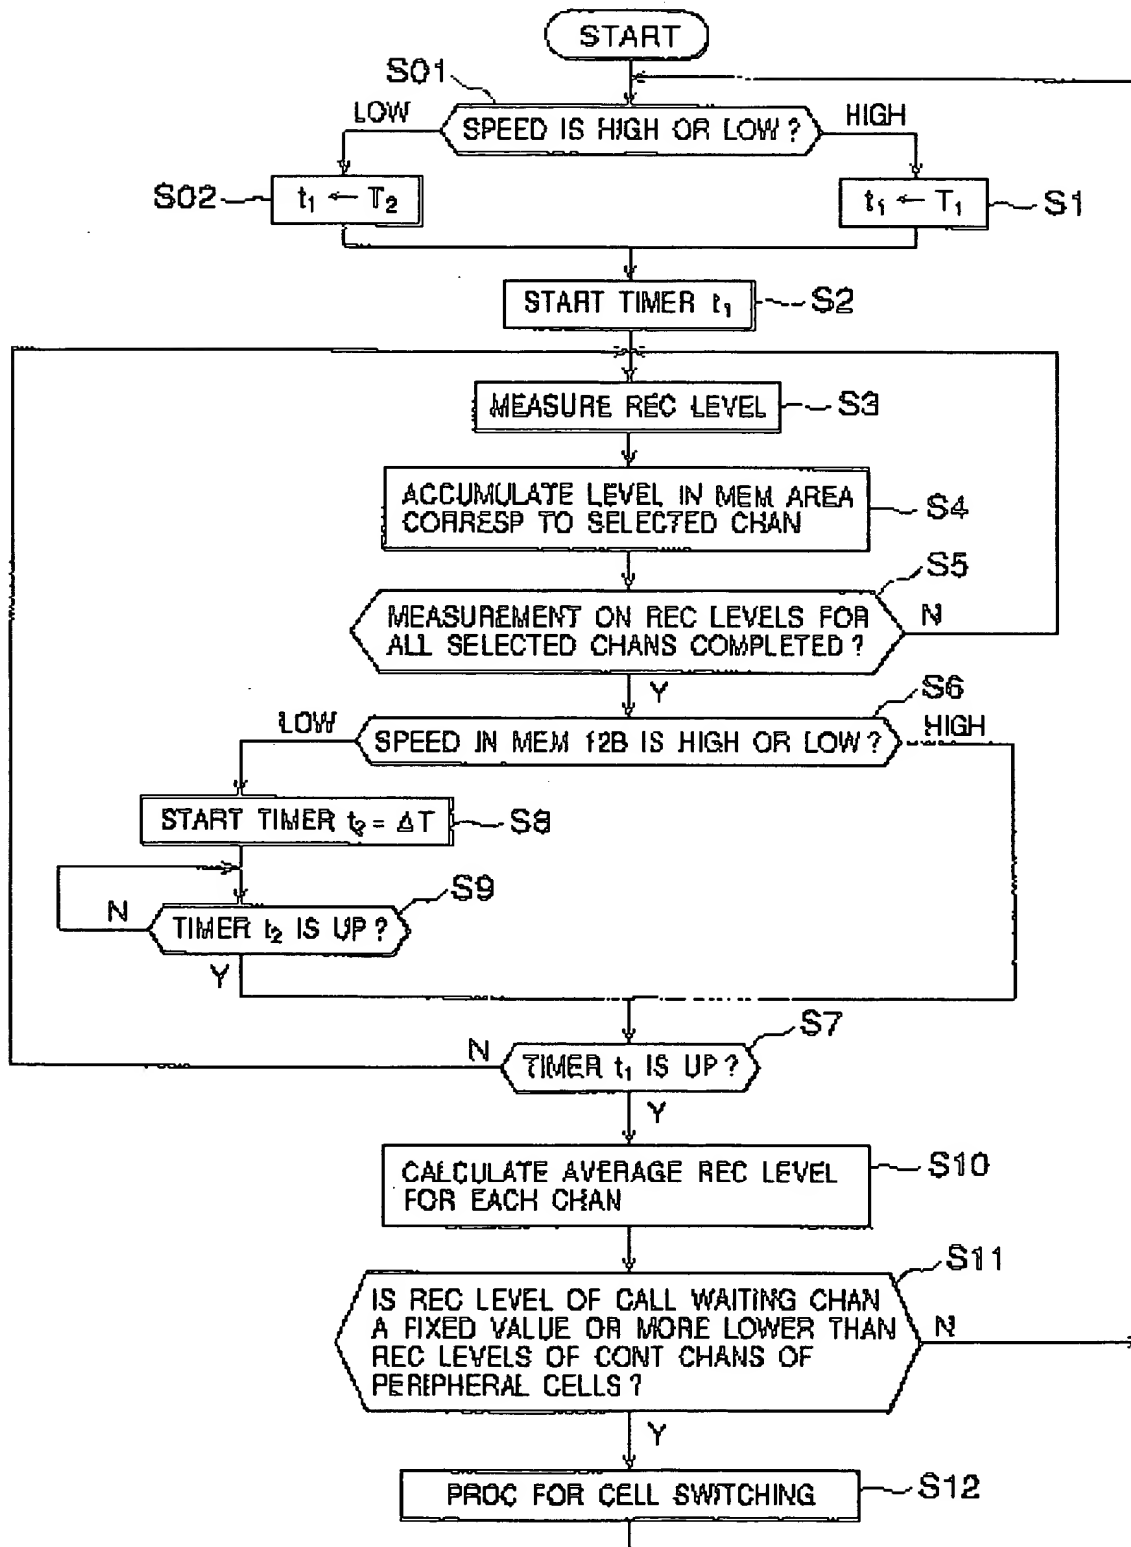 START
S01
LOW
SPEED IS HIGH OR LOW ?
HIGH
S02
t1 ← T2
t1 ← T1
S1
START TIMER t1
S2
MEASURE REC LEVEL
S3
ACCUMULATE LEVEL IN MEM AREA
CORRESP TO SELECTED CHAN
S4
S5
MEASUREMENT ON REC LEVELS FOR
ALL SELECTED CHANS COMPLETED ?
N
Y
S6
LOW
SPEED IN MEM 12B IS HIGH OR LOW ?
HIGH
START TIMER t2 = ΔT
S8
S9
N
TIMER t2 IS UP ?
Y
S7
N
TIMER t1 IS UP ?
Y
CALCULATE AVERAGE REC LEVEL
FOR EACH CHAN
S10
S11
IS REC LEVEL OF CALL WAITING CHAN
A FIXED VALUE OR MORE LOWER THAN
REC LEVELS OF CONT CHANS OF
PERIPHERAL CELLS ?
N
Y
PROC FOR CELL SWITCHING
S12